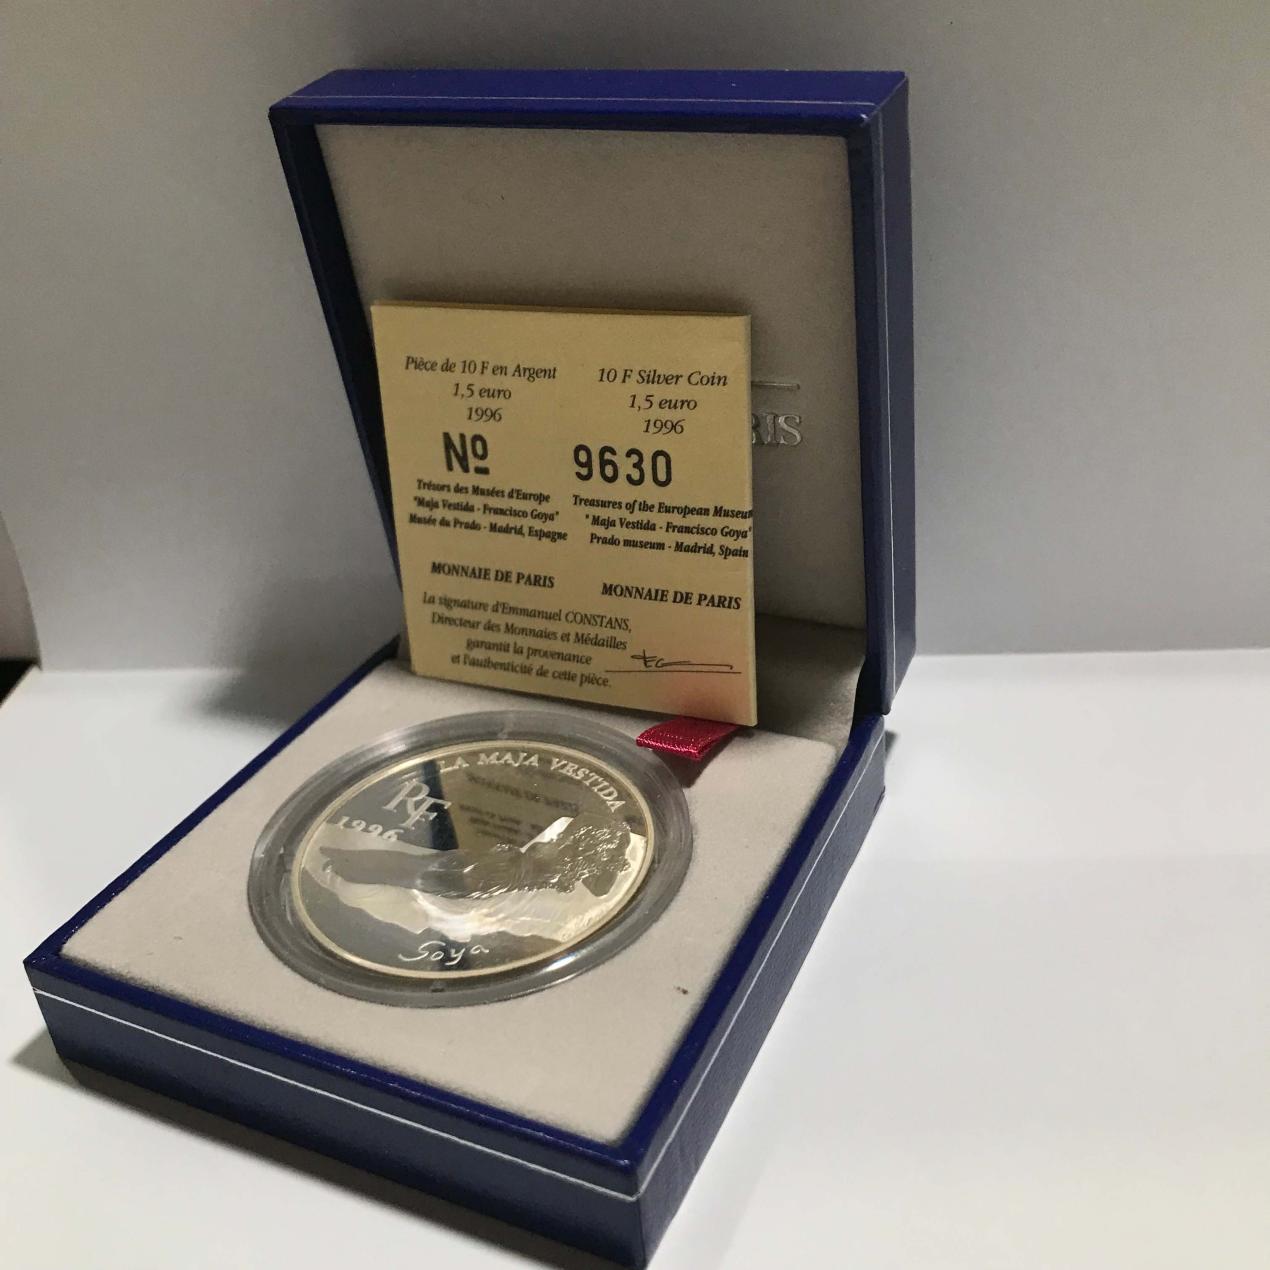 Pièce de 10 F en Argent
1,5 euro
1996
10 F Silver Coin
1,5 euro
1996
Nº 9630
Trésors des Musées d'Europe
"Maja Vestida - Francisco Goya"
Musée du Prado - Madrid, Espagne
Treasures of the European Museum
"Maja Vestida - Francisco Goya"
Prado museum - Madrid, Spain
MONNAIE DE PARIS
MONNAIE DE PARIS
La signature d'Emmanuel CONSTANS,
Directeur des Monnaies et Médailles
garantit la provenance
et l'authenticité de cette pièce.
RIS
LA MAJA VESTIDA
RF
1996
Goya